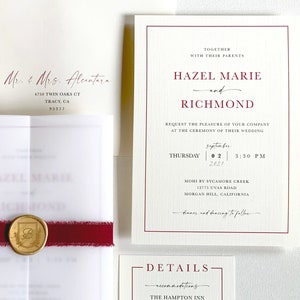 Mr. & Mrs. Alcantara
6710 TWIN OAKS CT
TRACY, CA
95377
TOGETHER
WITH THEIR PARENTS
HAZEL MARIE
and
RICHMOND
REQUEST THE PLEASURE OF YOUR COMPANY
AT THE CEREMONY OF THEIR WEDDING
september
THURSDAY | 02 | 3:30 PM
2021
MOHI BY SYCAMORE CREEK
12775 UVAS ROAD
MORGAN HILL, CALIFORNIA
dinner and dancing to follow
DETAILS
accommodations
THE HAMPTON INN